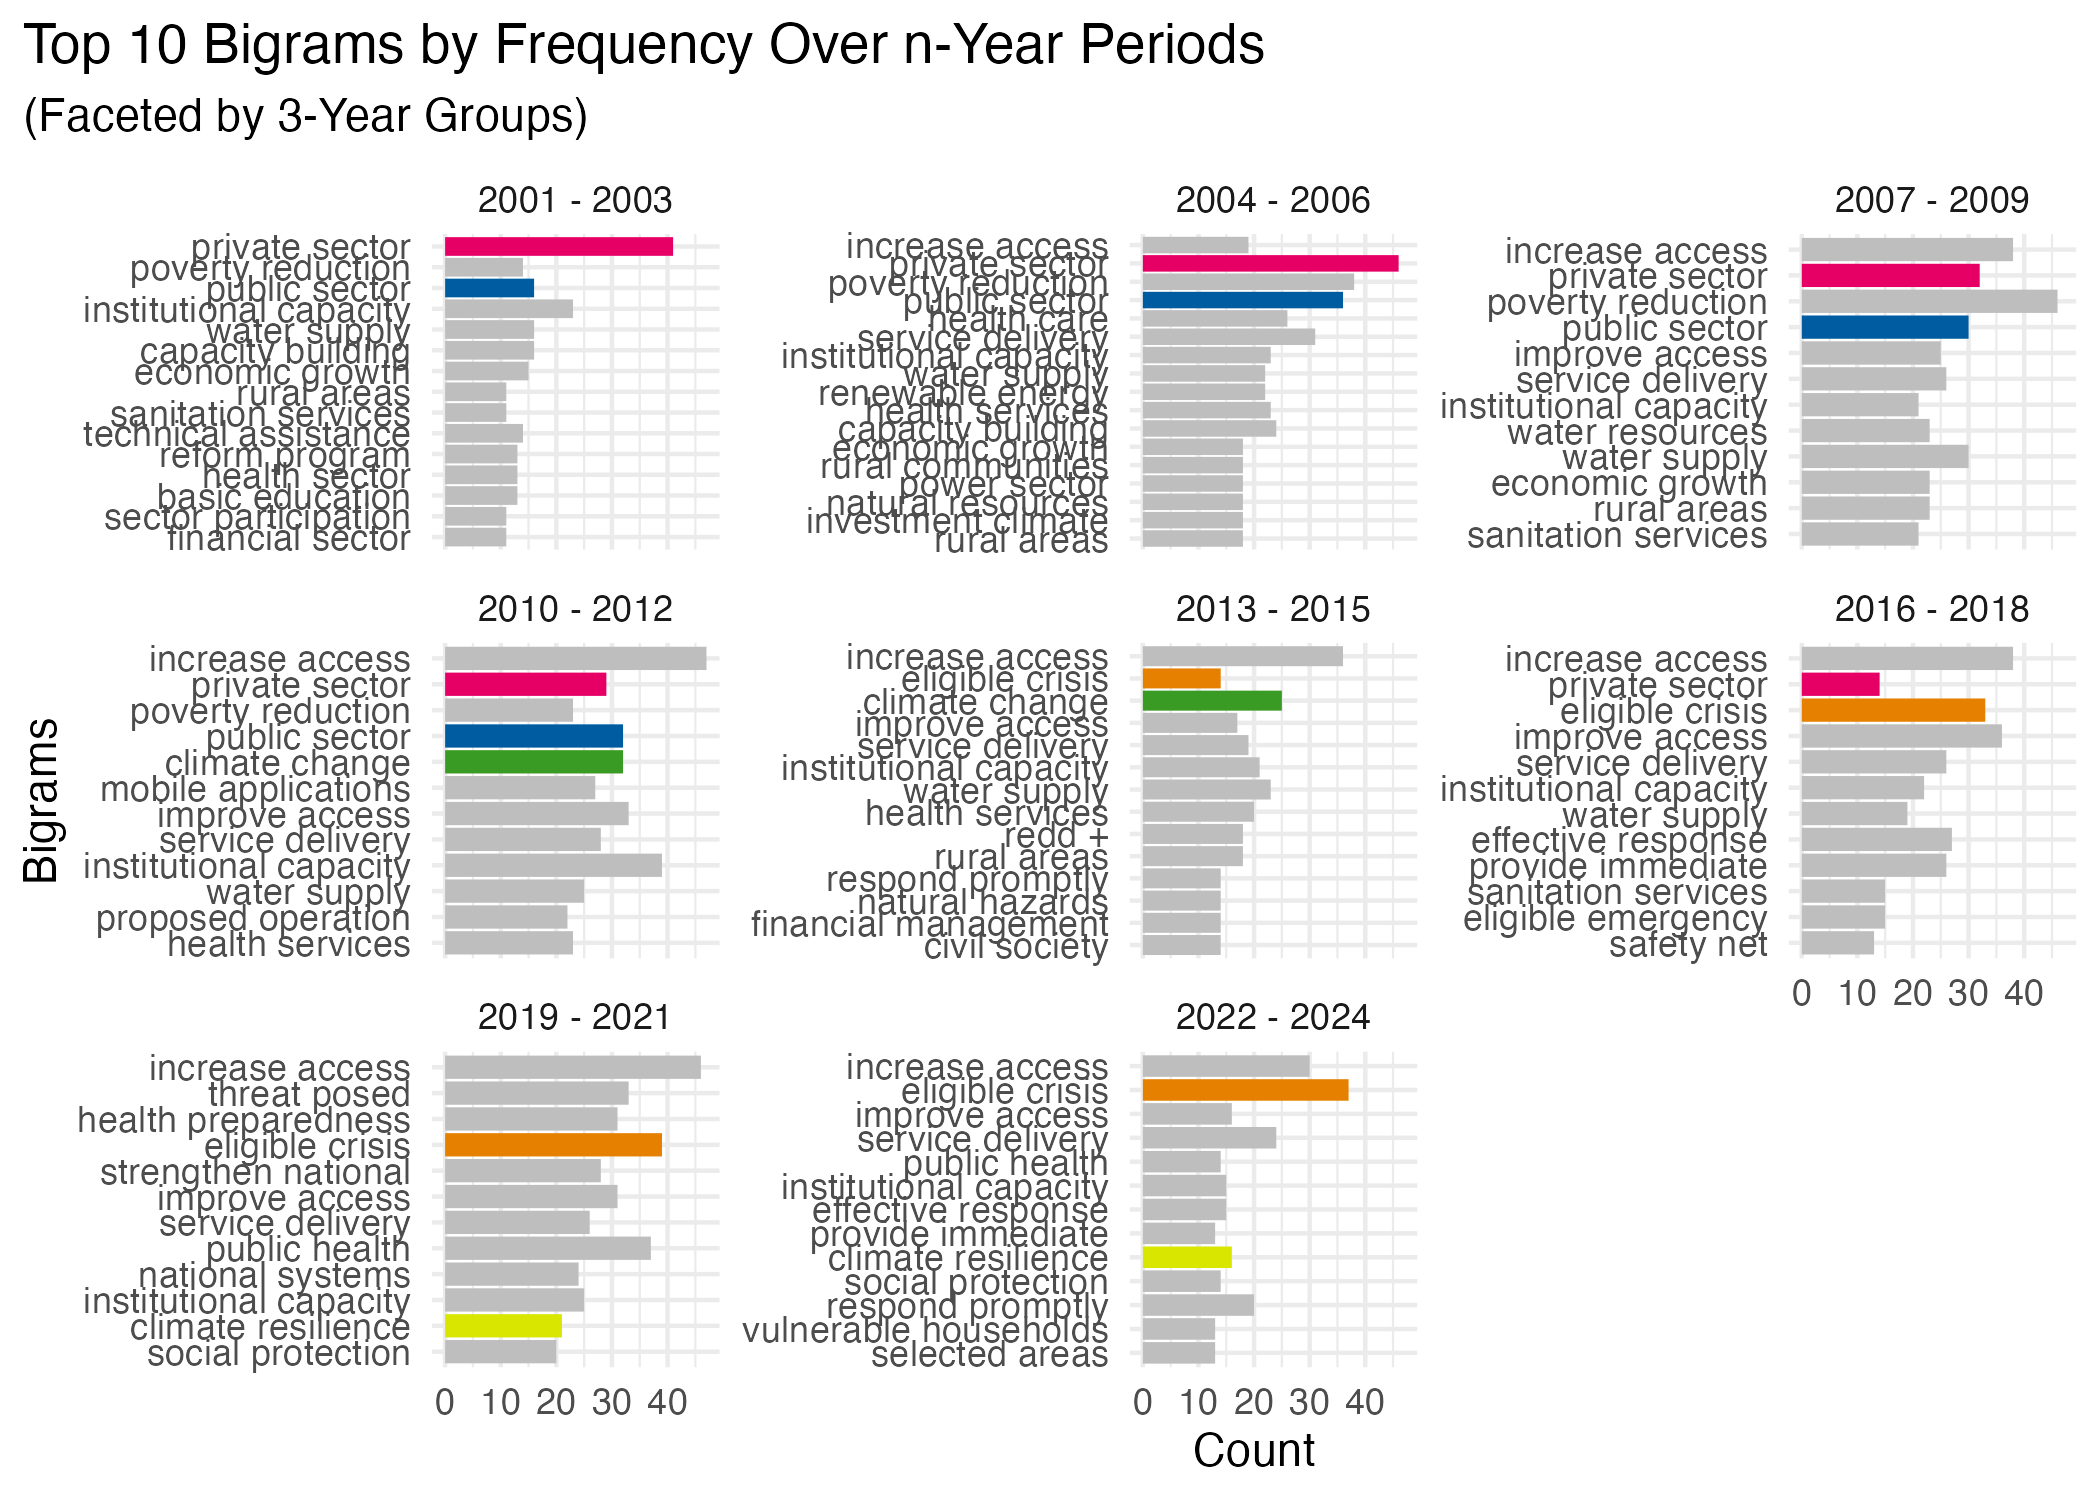 Top 10 Bigrams by Frequency Over n-Year Periods
(Faceted by 3-Year Groups)
Bigrams
2001 - 2003
private sector
poverty reduction
public sector
institutional capacity
water supply
capacity building
economic growth
rural areas
sanitation services
technical assistance
reform program
health sector
basic education
sector participation
financial sector
2004 - 2006
increase access
private sector
poverty reduction
public sector
health care
service delivery
institutional capacity
water supply
renewable energy
health services
capacity building
economic growth
rural communities
power sector
natural resources
investment climate
rural areas
2007 - 2009
increase access
private sector
poverty reduction
public sector
improve access
service delivery
institutional capacity
water resources
water supply
economic growth
rural areas
sanitation services
2010 - 2012
increase access
private sector
poverty reduction
public sector
climate change
mobile applications
improve access
service delivery
institutional capacity
water supply
proposed operation
health services
2013 - 2015
increase access
eligible crisis
climate change
improve access
service delivery
institutional capacity
water supply
health services
redd +
rural areas
respond promptly
natural hazards
financial management
civil society
2016 - 2018
increase access
private sector
eligible crisis
improve access
service delivery
institutional capacity
water supply
effective response
provide immediate
sanitation services
eligible emergency
safety net
0 10 20 30 40
2019 - 2021
increase access
threat posed
health preparedness
eligible crisis
strengthen national
improve access
service delivery
public health
national systems
institutional capacity
climate resilience
social protection
0 10 20 30 40
2022 - 2024
increase access
eligible crisis
improve access
service delivery
public health
institutional capacity
effective response
provide immediate
climate resilience
social protection
respond promptly
vulnerable households
selected areas
0 10 20 30 40
Count